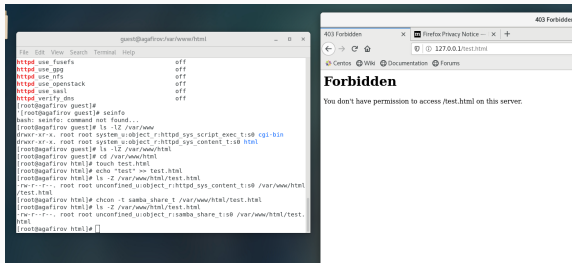 guest@agafirov:/var/www/html
File Edit View Search Terminal Help
httpd_use_fusefs off
httpd_use_gpg off
httpd_use_nfs off
httpd_use_openstack off
httpd_use_sasl off
httpd_verify_dns off
[root@agafirov guest]#
'[root@agafirov guest]# seinfo
bash: seinfo: command not found...
[root@agafirov guest]# ls -lZ /var/www
drwxr-xr-x. root root system_u:object_r:httpd_sys_script_exec_t:s0 cgi-bin
drwxr-xr-x. root root system_u:object_r:httpd_sys_content_t:s0 html
[root@agafirov guest]# ls -lZ /var/www/html
[root@agafirov guest]# cd /var/www/html
[root@agafirov html]# touch test.html
[root@agafirov html]# echo "test" >> test.html
[root@agafirov html]# ls -Z /var/www/html/test.html
-rw-r--r--. root root unconfined_u:object_r:httpd_sys_content_t:s0 /var/www/html
/test.html
[root@agafirov html]# chcon -t samba_share_t /var/www/html/test.html
[root@agafirov html]# ls -Z /var/www/html/test.html
-rw-r--r--. root root unconfined_u:object_r:samba_share_t:s0 /var/www/html/test.
html
[root@agafirov html]#
403 Forbidden
403 Forbidden
Firefox Privacy Notice —
127.0.0.1/test.html
Centos Wiki Documentation Forums
Forbidden
You don't have permission to access /test.html on this server.